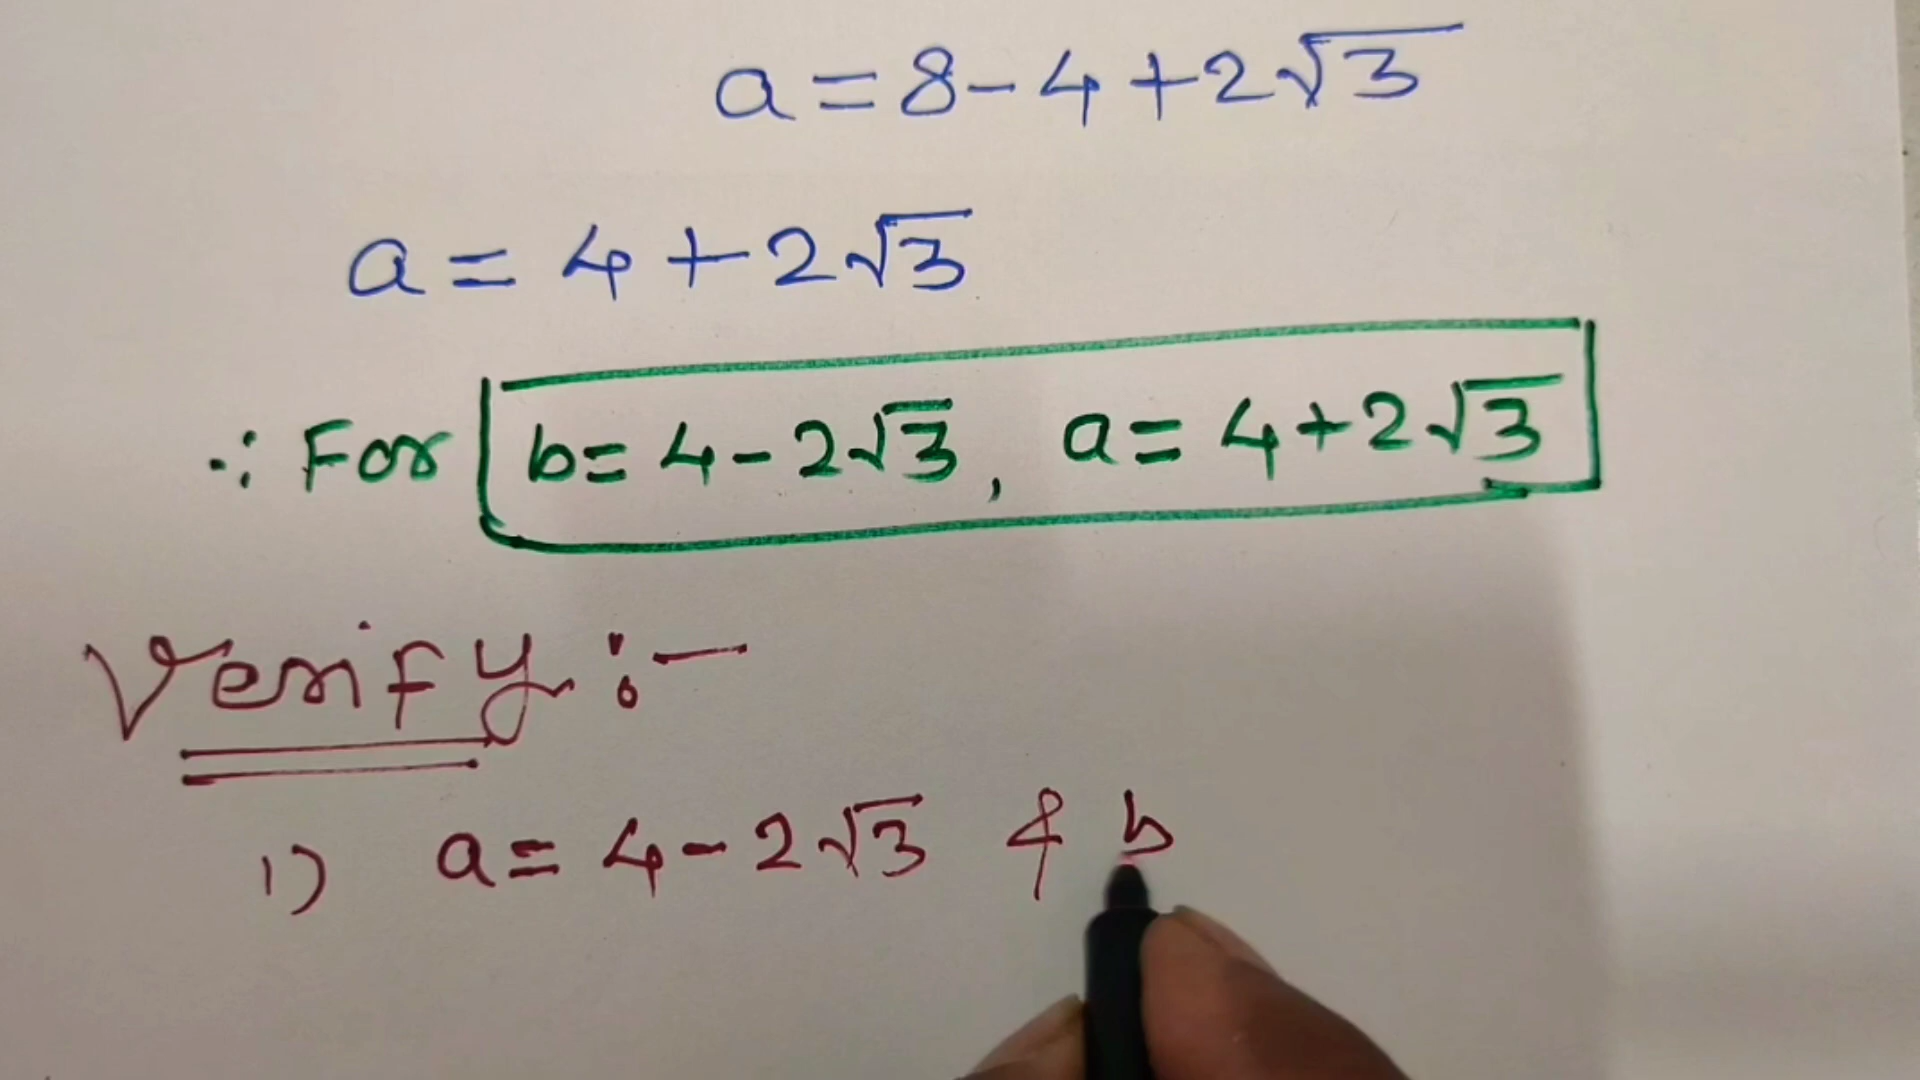 a = 8 - 4 + 2√3
a = 4 + 2√3
∴ For b = 4 - 2√3, a = 4 + 2√3
Verify :-
1) a = 4 - 2√3 & b